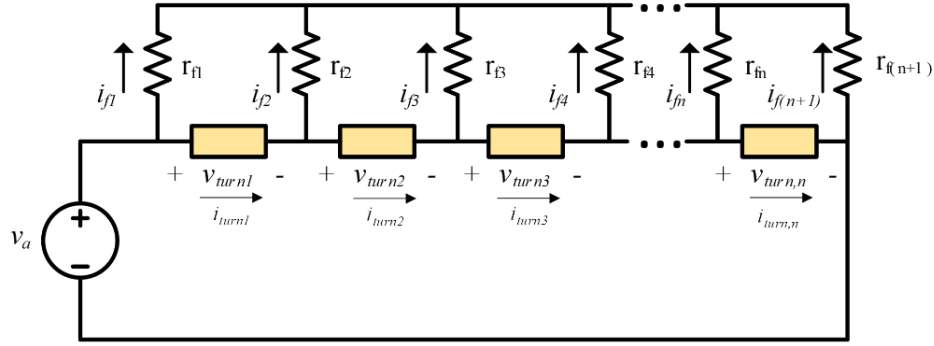 r_f1 r_f2 r_f3 r_f4 r_fn r_f(n+1)
i_f1 i_f2 i_f3 i_f4 i_fn i_f(n+1)
+ v_turn1 - + v_turn2 - + v_turn3 - + v_turn,n -
i_turn1 i_turn2 i_turn3 i_turn,n
v_a + −